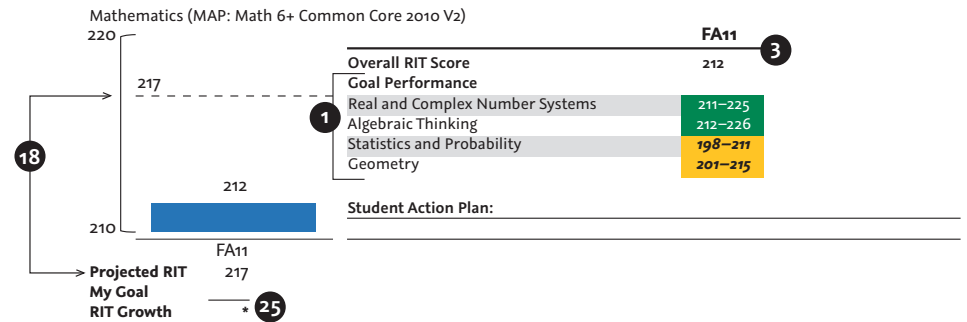 Mathematics (MAP: Math 6+ Common Core 2010 V2)
220
FA11
3
Overall RIT Score 212
217
Goal Performance
Real and Complex Number Systems 211–225
1
Algebraic Thinking 212–226
Statistics and Probability 198–211
18
Geometry 201–215
212
Student Action Plan:
210
FA11
Projected RIT 217
My Goal
25
RIT Growth *